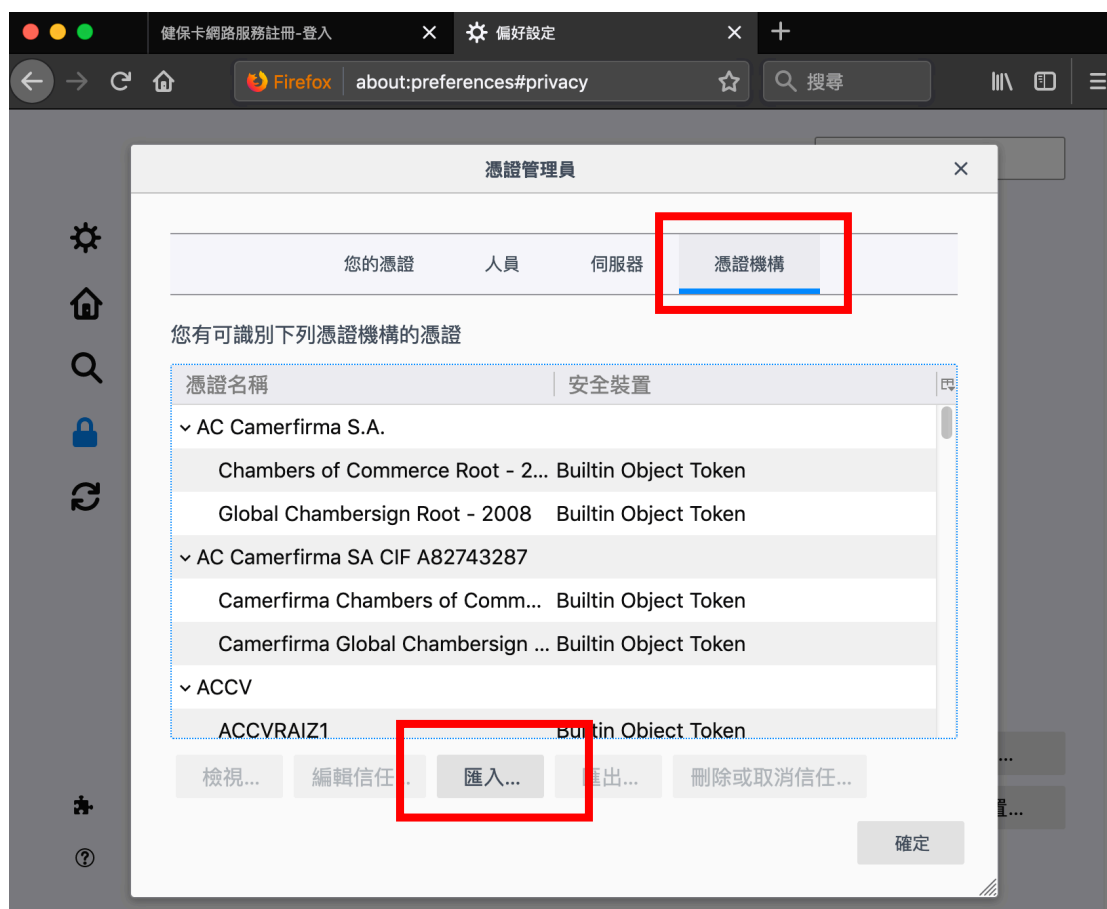 健保卡網路服務註冊-登入
偏好設定
Firefox about:preferences#privacy
搜尋
憑證管理員
您的憑證 人員 伺服器 憑證機構
您有可識別下列憑證機構的憑證
憑證名稱 安全裝置
AC Camerfirma S.A.
Chambers of Commerce Root - 2... Builtin Object Token
Global Chambersign Root - 2008 Builtin Object Token
AC Camerfirma SA CIF A82743287
Camerfirma Chambers of Comm... Builtin Object Token
Camerfirma Global Chambersign ... Builtin Object Token
ACCV
ACCVRAIZ1 Builtin Object Token
檢視... 編輯信任... 匯入... 匯出... 刪除或取消信任...
...
置...
確定